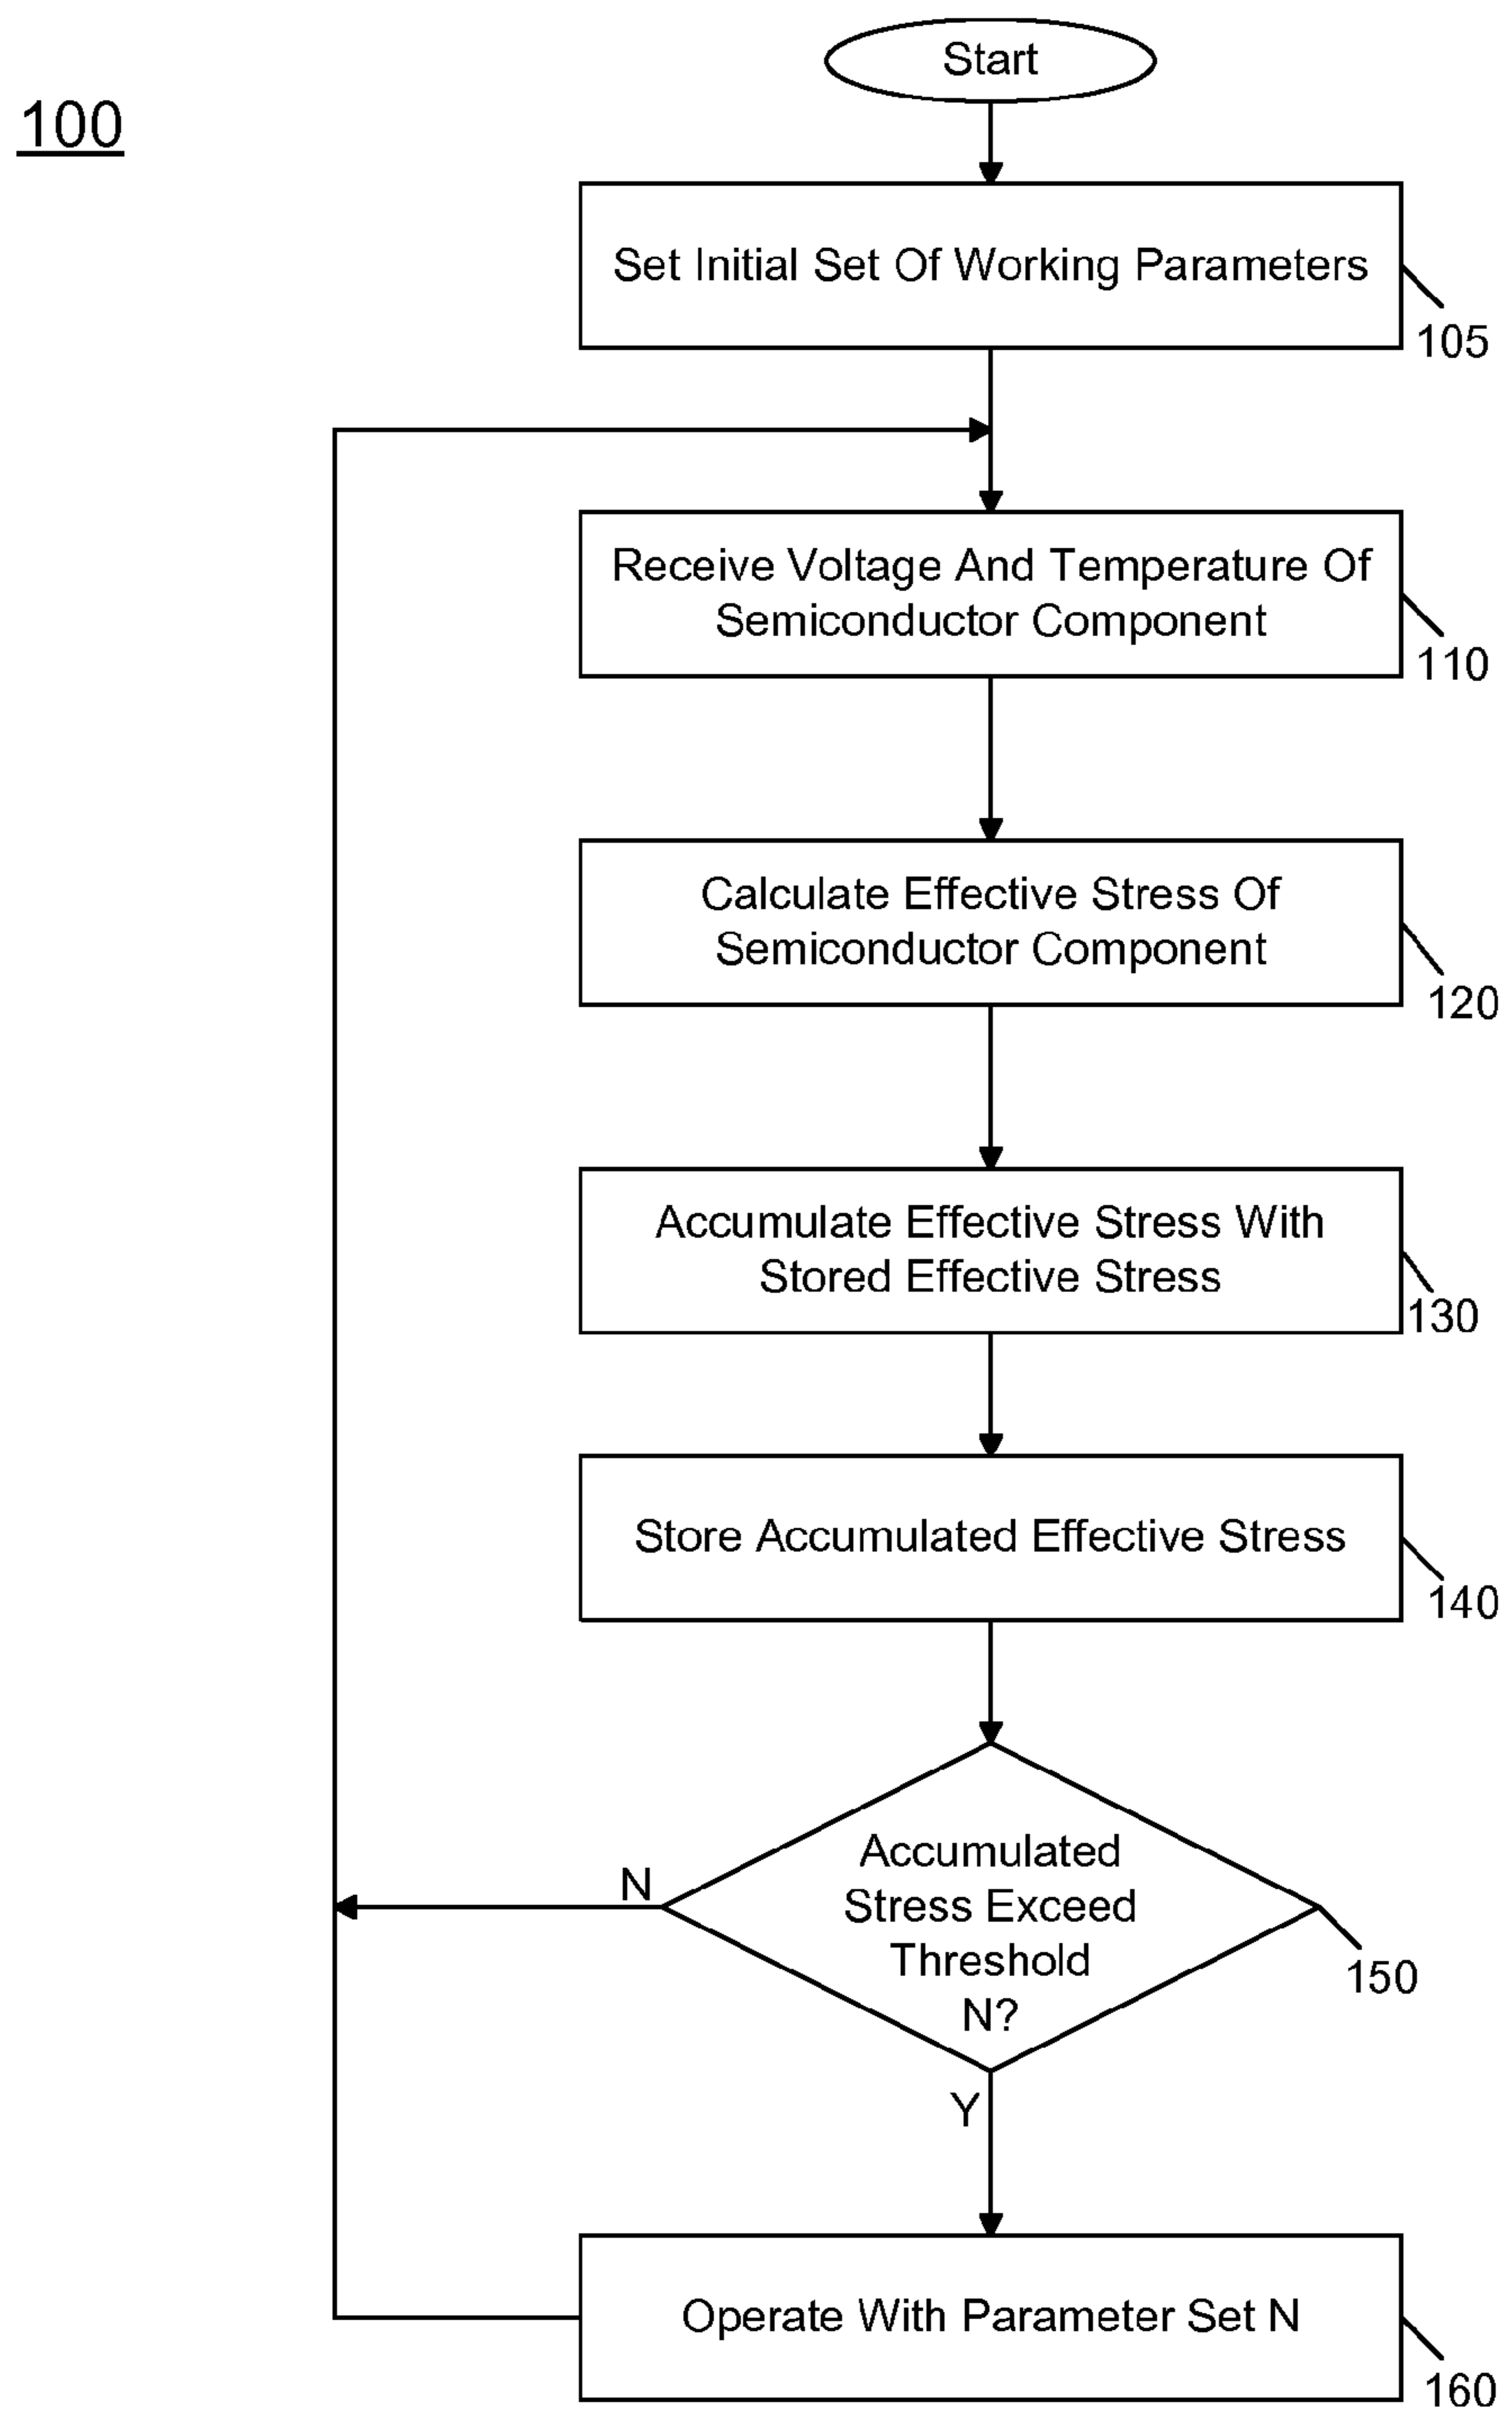 Start
100
Set Initial Set Of Working Parameters
105
Receive Voltage And Temperature Of
Semiconductor Component
110
Calculate Effective Stress Of
Semiconductor Component
120
Accumulate Effective Stress With
Stored Effective Stress
130
Store Accumulated Effective Stress
140
Accumulated
Stress Exceed
Threshold
N?
N
150
Y
Operate With Parameter Set N
160